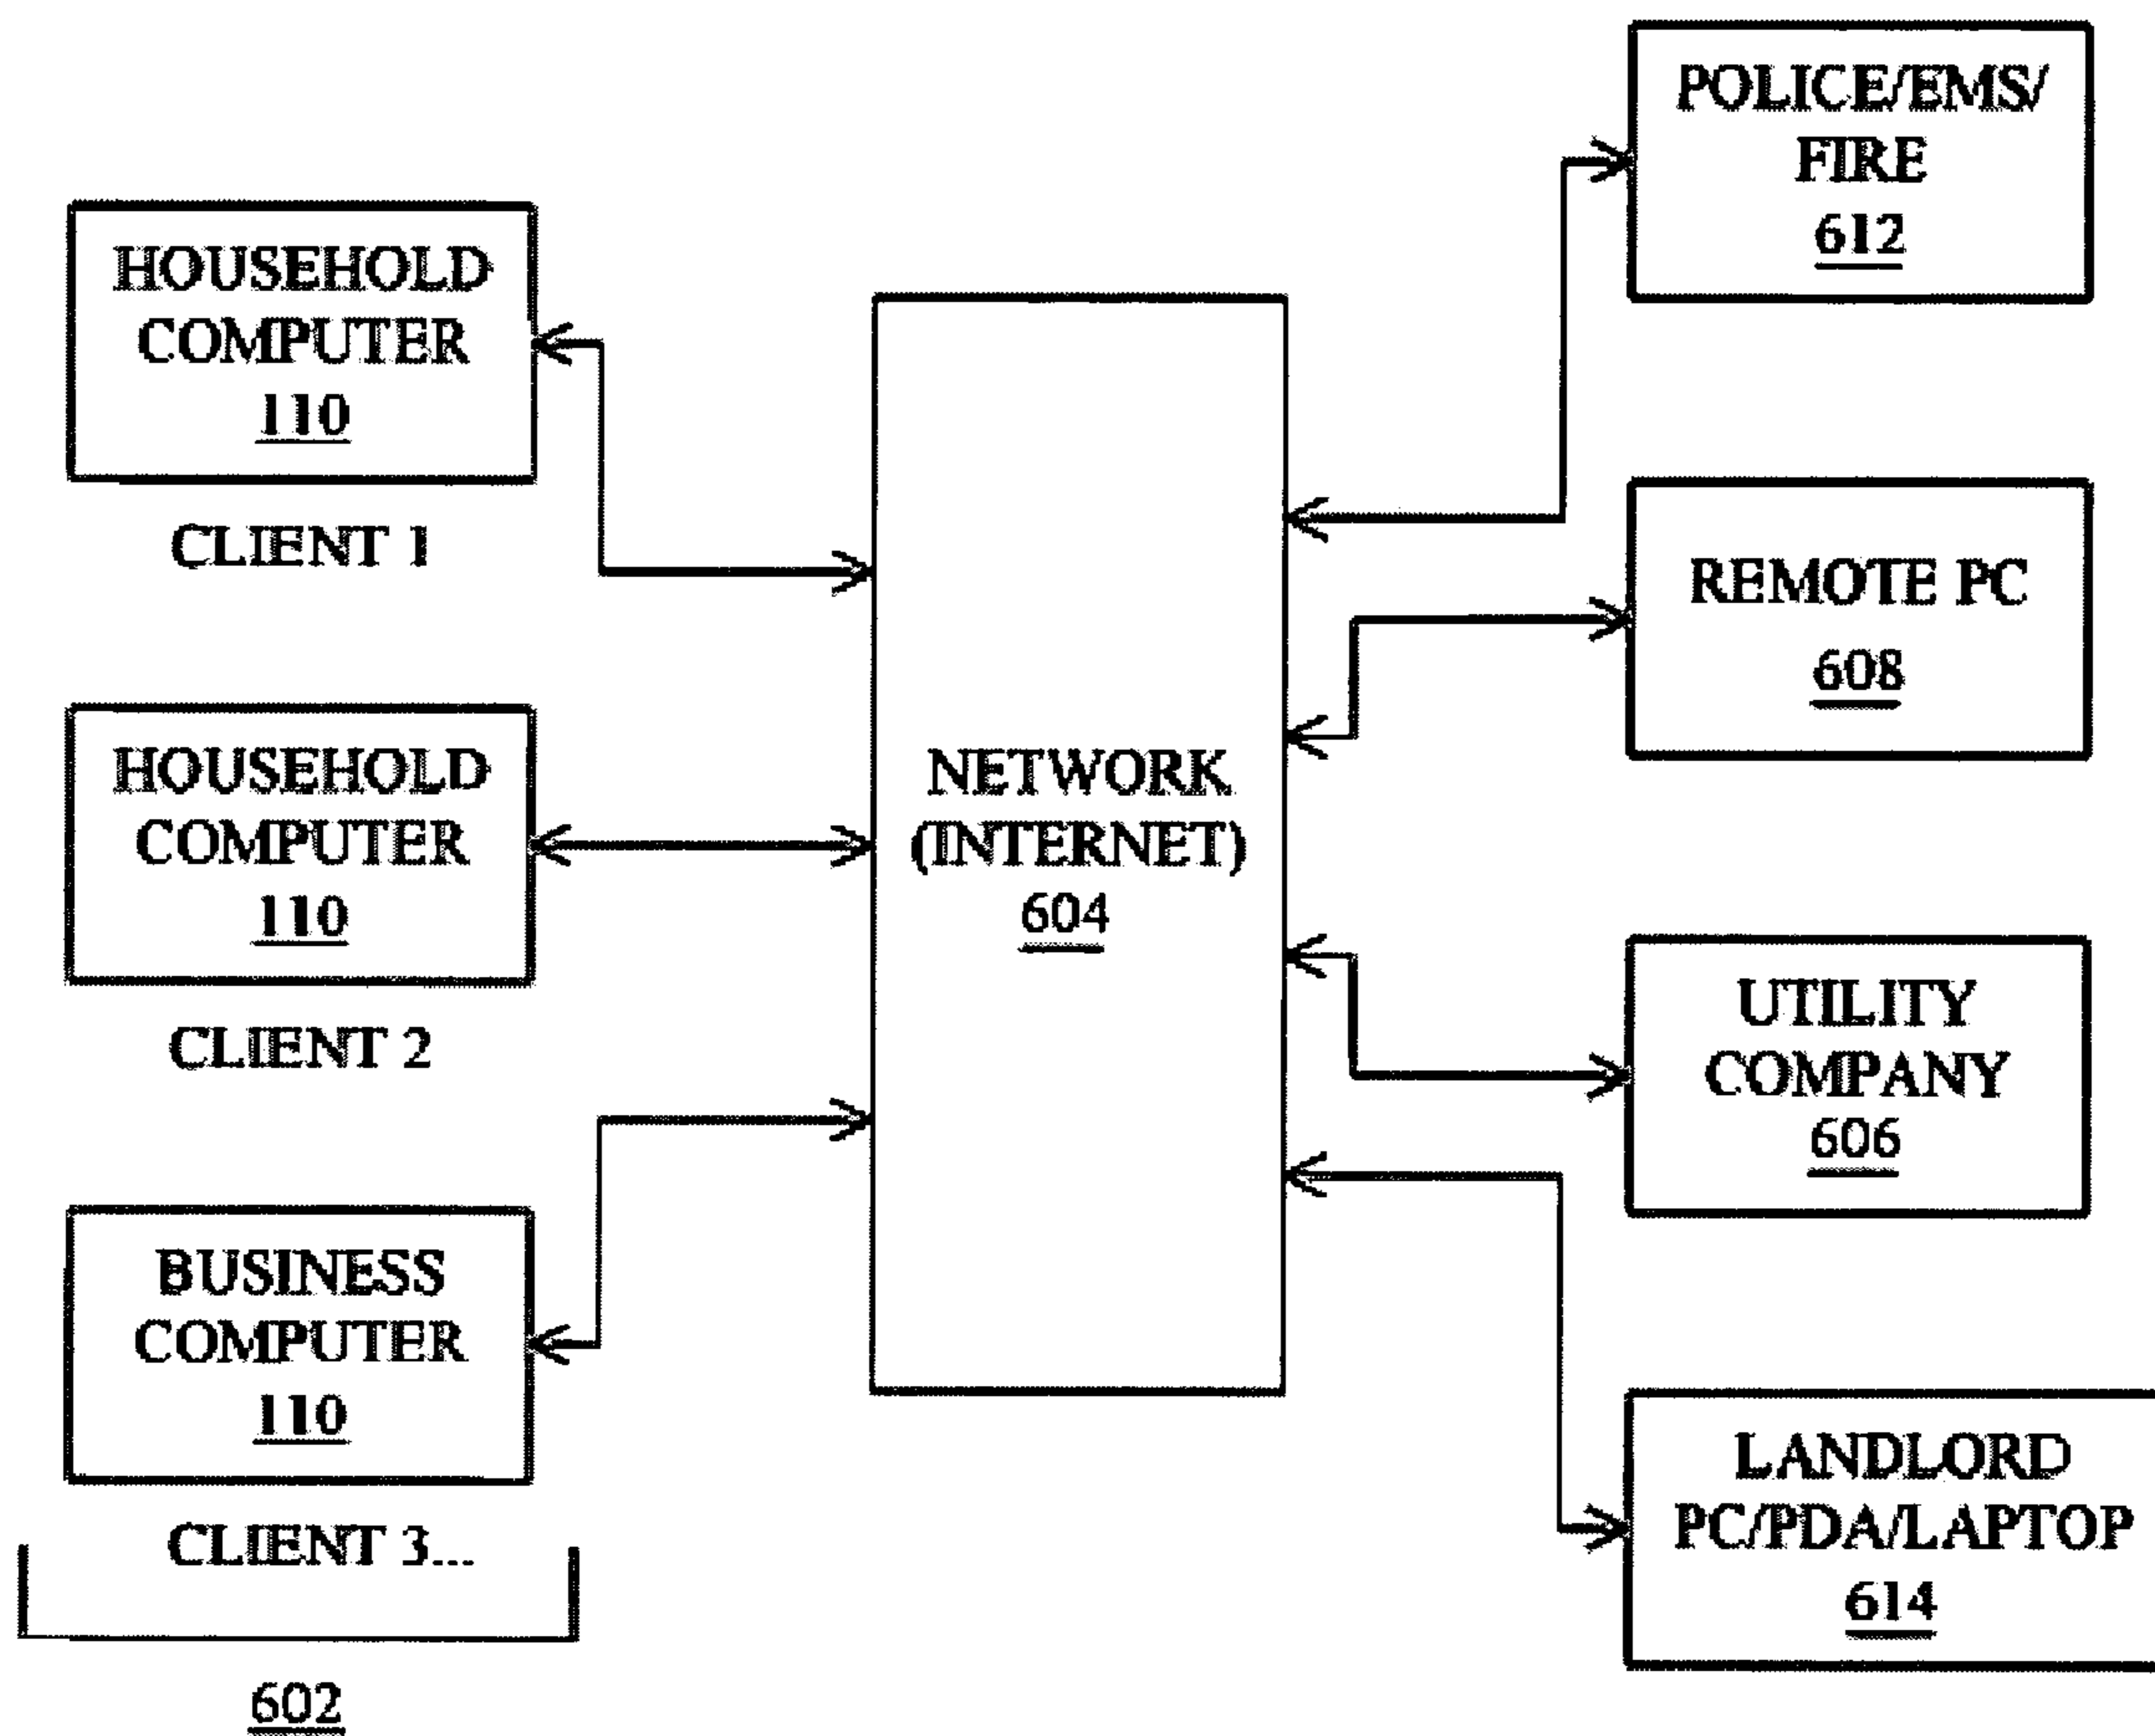 HOUSEHOLD
COMPUTER
110
CLIENT 1
HOUSEHOLD
COMPUTER
110
CLIENT 2
BUSINESS
COMPUTER
110
CLIENT 3...
602
NETWORK
(INTERNET)
604
POLICE/EMS/
FIRE
612
REMOTE PC
608
UTILITY
COMPANY
606
LANDLORD
PC/PDA/LAPTOP
614